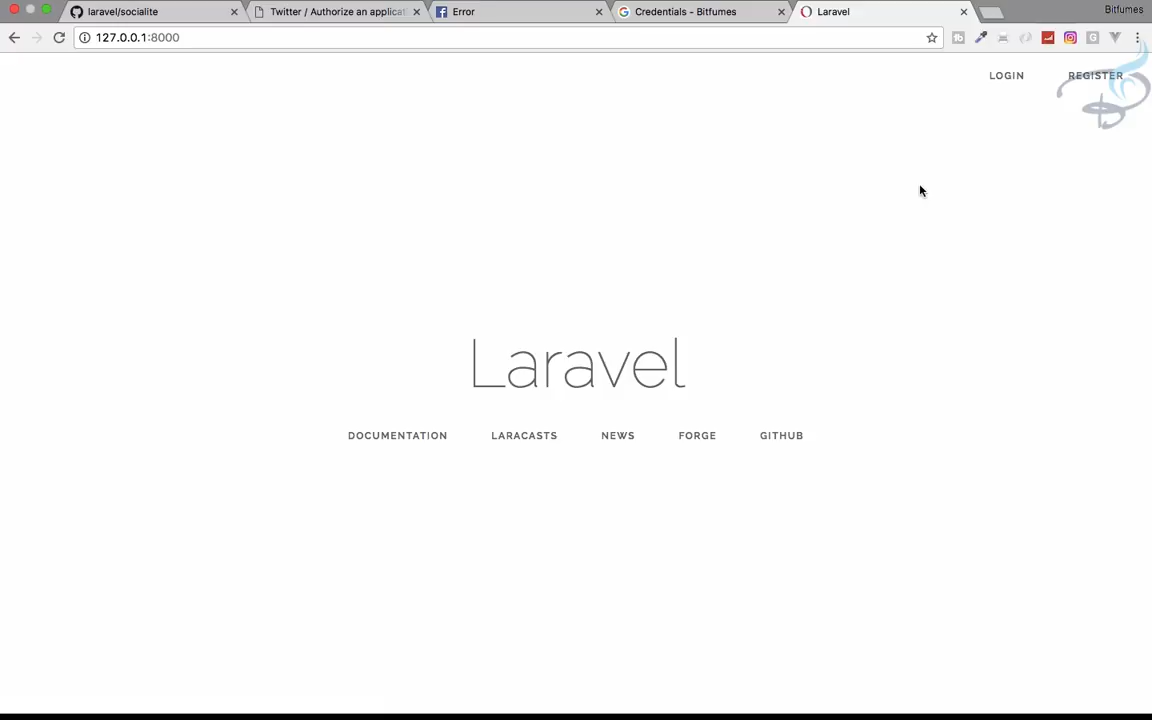 laravel/socialite
Twitter / Authorize an applicat
Error
Credentials - Bitfumes
Laravel
Bitfumes
127.0.0.1:8000
LOGIN
REGISTER
Laravel
DOCUMENTATION
LARACASTS
NEWS
FORGE
GITHUB